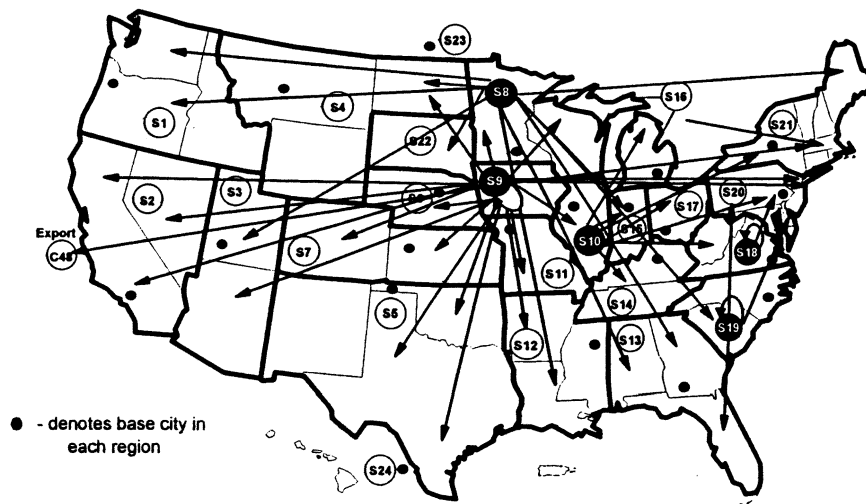 S23
S8
S16
S4
S1
S21
S22
S9
S3
S2
S20
S17
Export
C48
S7
S10
S15
S18
S11
S14
S5
S19
S12
S13
- denotes base city in
each region
S24